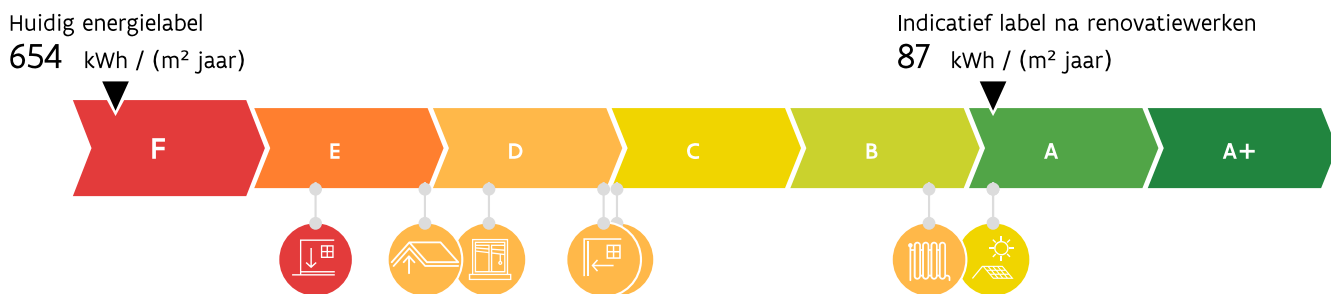 Huidig energielabel
654 kWh / (m² jaar)
Indicatief label na renovatiewerken
87 kWh / (m² jaar)
F E D C B A A+